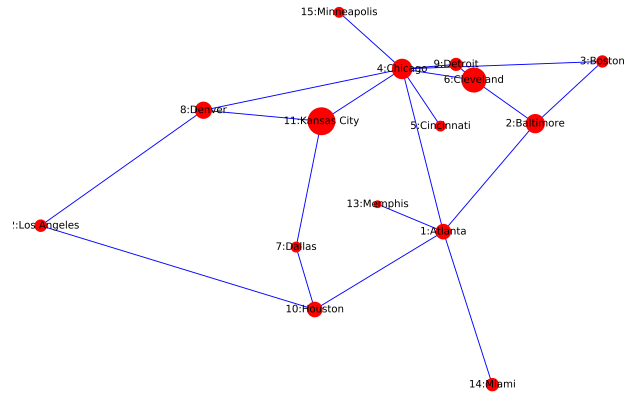 15:Minneapolis
3:Boston
9:Detroit
4:Chicago
6:Cleveland
8:Denver
11:Kansas City
2:Baltimore
5:Cincinnati
13:Memphis
2:Los Angeles
1:Atlanta
7:Dallas
10:Houston
14:Miami